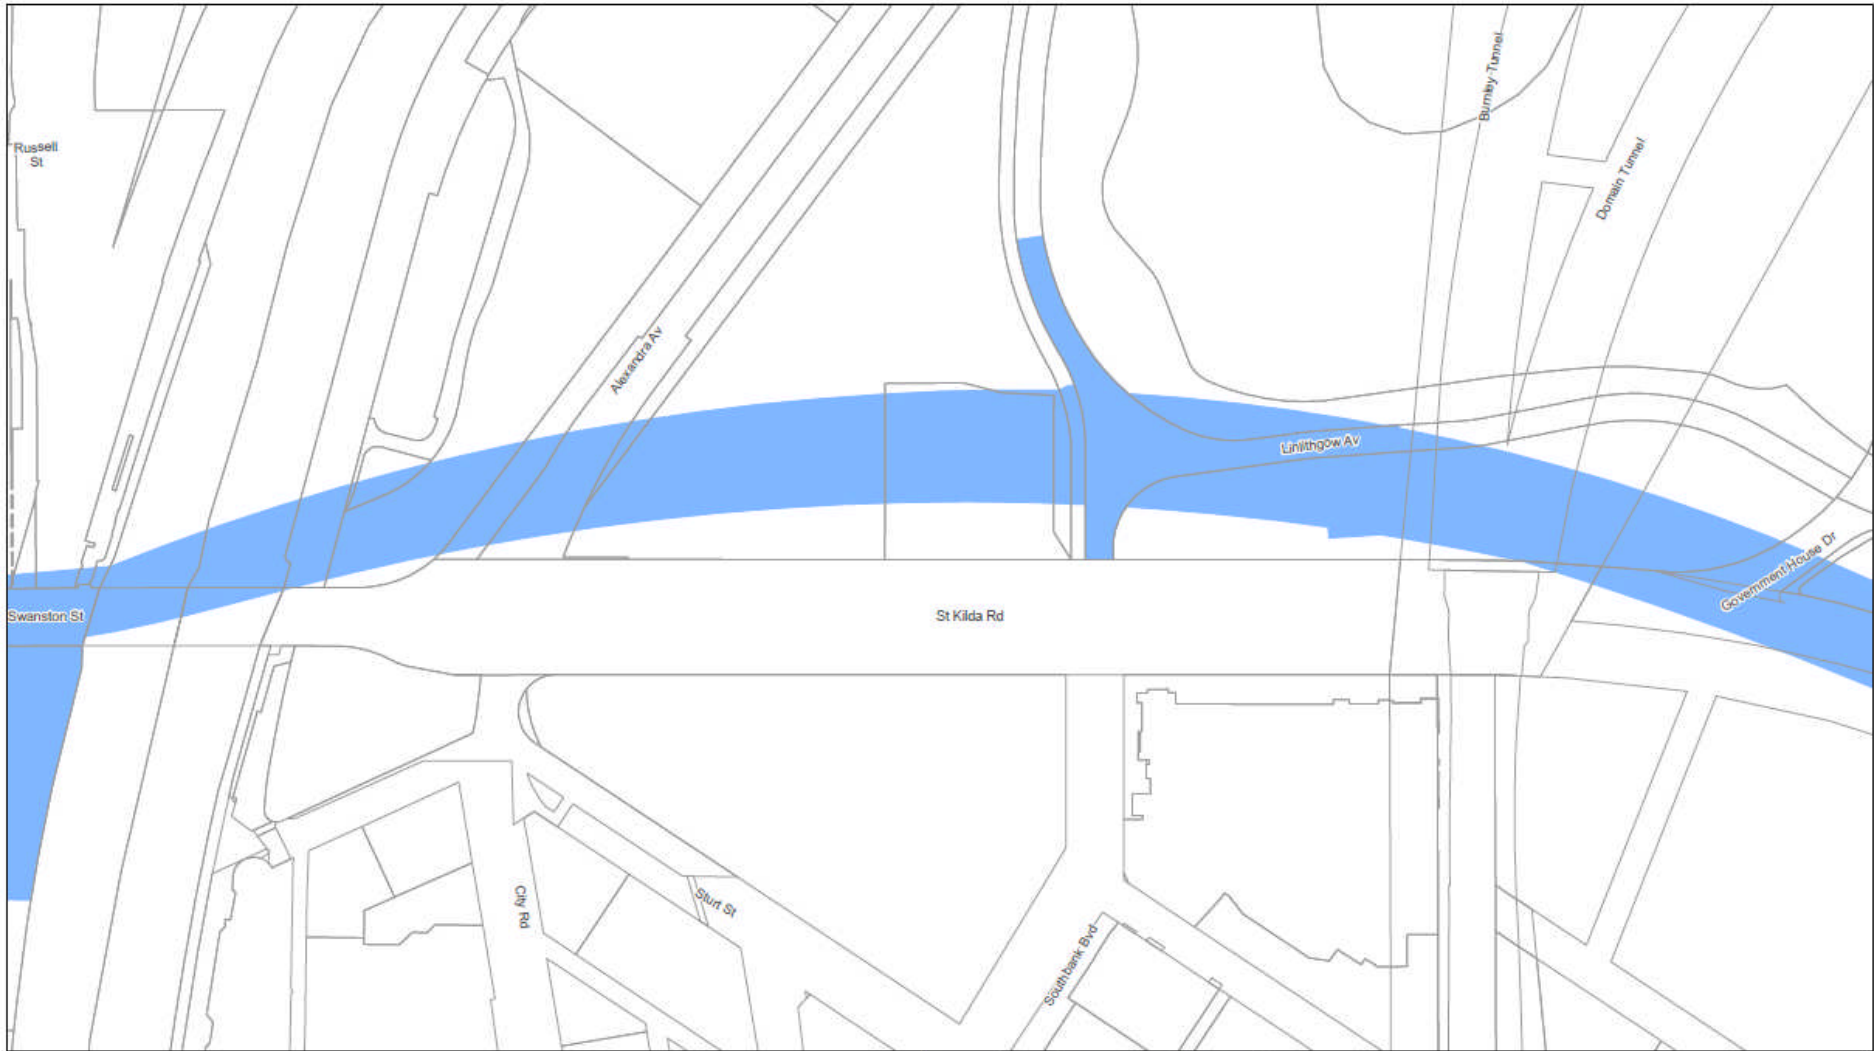 Burnley Tunnel
Russell
St
Domain Tunnel
Alexandra Av
Linlithgow Av
Government House Dr
Swanston St
St Kilda Rd
City Rd
Sturt St
Southbank Bvd